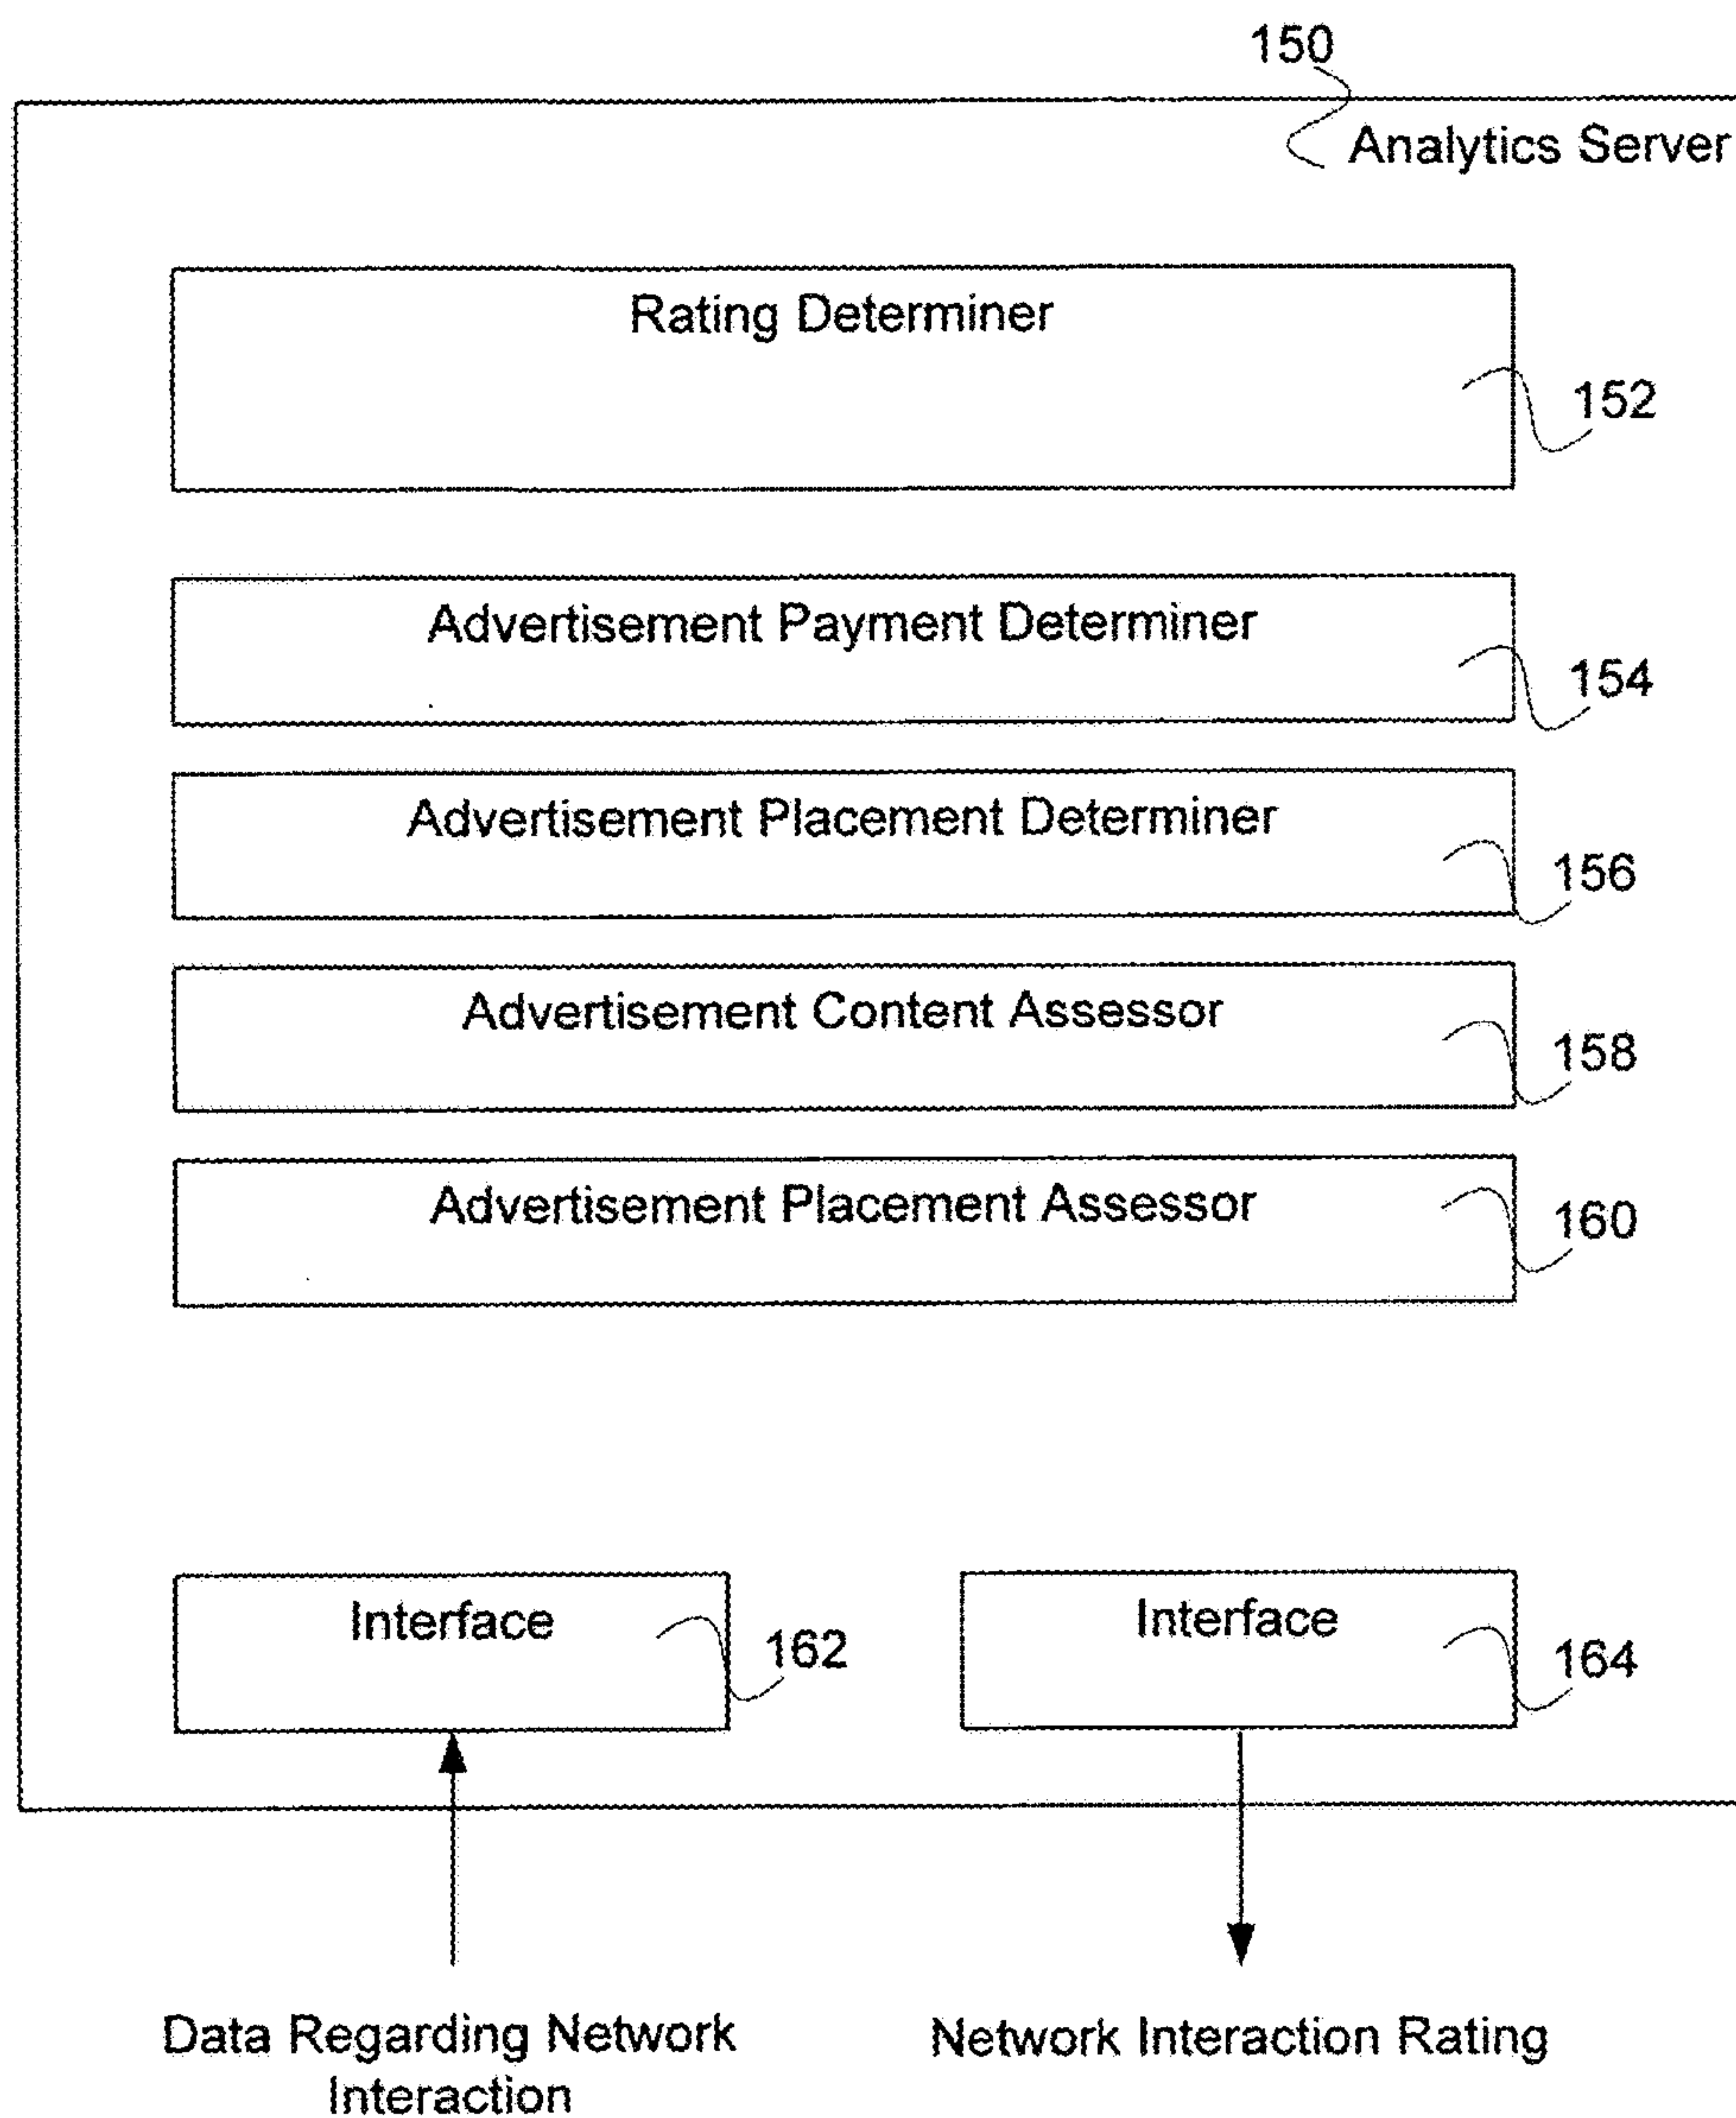 150
Analytics Server
Rating Determiner
152
Advertisement Payment Determiner
154
Advertisement Placement Determiner
156
Advertisement Content Assessor
158
Advertisement Placement Assessor
160
Interface
162
Interface
164
Data Regarding Network
Interaction
Network Interaction Rating